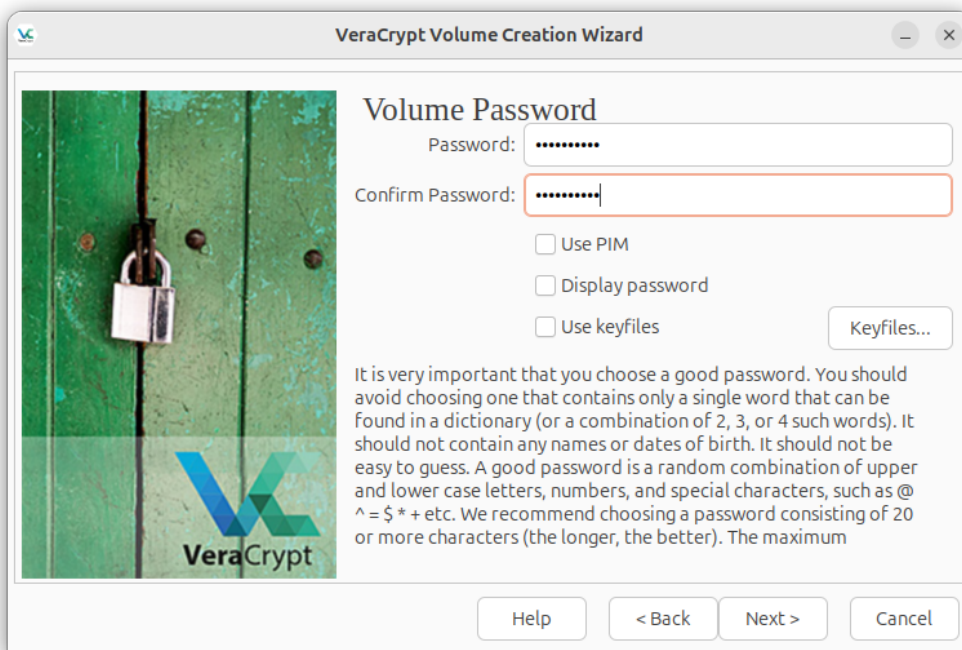 VeraCrypt Volume Creation Wizard
Volume Password
Password: ••••••••••
Confirm Password: ••••••••••
Use PIM
Display password
Use keyfiles
Keyfiles...
It is very important that you choose a good password. You should
avoid choosing one that contains only a single word that can be
found in a dictionary (or a combination of 2, 3, or 4 such words). It
should not contain any names or dates of birth. It should not be
easy to guess. A good password is a random combination of upper
and lower case letters, numbers, and special characters, such as @
^ = $ * + etc. We recommend choosing a password consisting of 20
or more characters (the longer, the better). The maximum
VeraCrypt
Help
< Back
Next >
Cancel